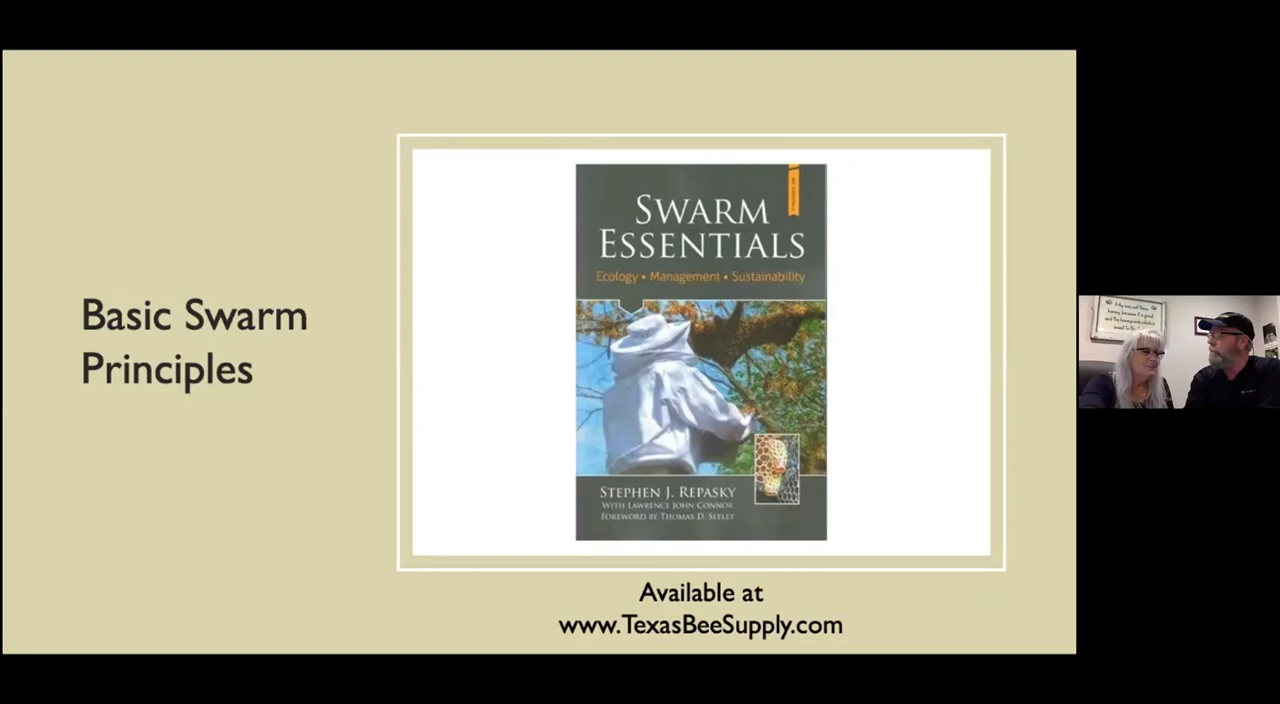 Basic Swarm
Principles
SWARM
ESSENTIALS
Ecology • Management • Sustainability
STEPHEN J. REPASKY
WITH LAWRENCE JOHN CONNOR
FOREWORD BY THOMAS D. SEELEY
Available at
www.TexasBeeSupply.com